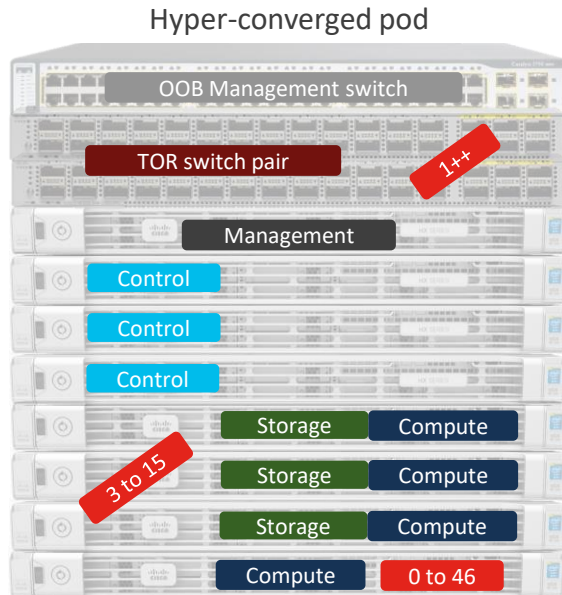 Hyper-converged pod
OOB Management switch
TOR switch pair
1++
Management
Control
Control
Control
Storage Compute
3 to 15
Storage Compute
Storage Compute
Compute 0 to 46